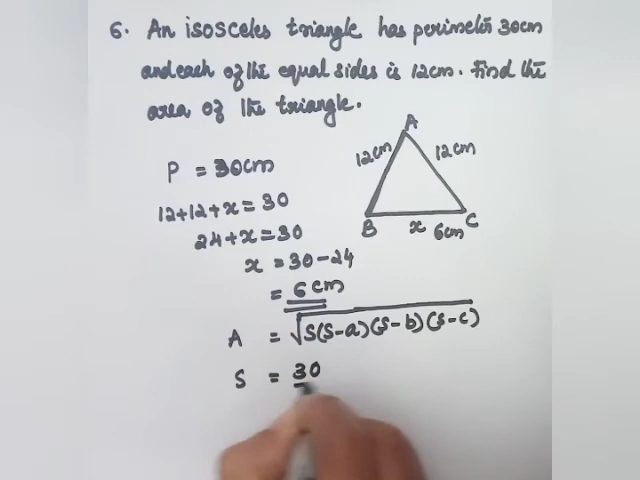 6. An isosceles triangle has perimeter 30cm
and each of the equal sides is 12cm. Find the
area of the triangle.
A
12cm 12cm
B x 6cm C
P = 30cm
12+12+x=30
24+x=30
x = 30-24
= 6cm
A = √S(S-a)(S-b)(S-c)
S = 30